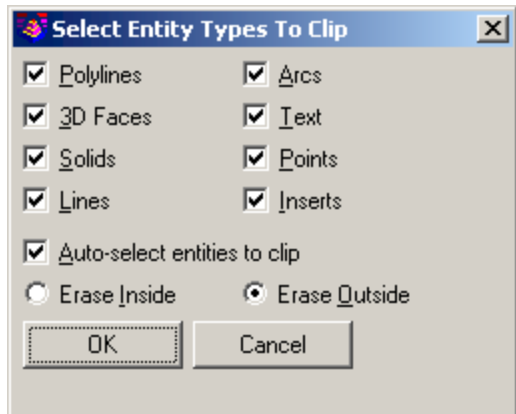 Select Entity Types To Clip
Polylines Arcs
3D Faces Text
Solids Points
Lines Inserts
Auto-select entities to clip
Erase Inside Erase Outside
OK Cancel